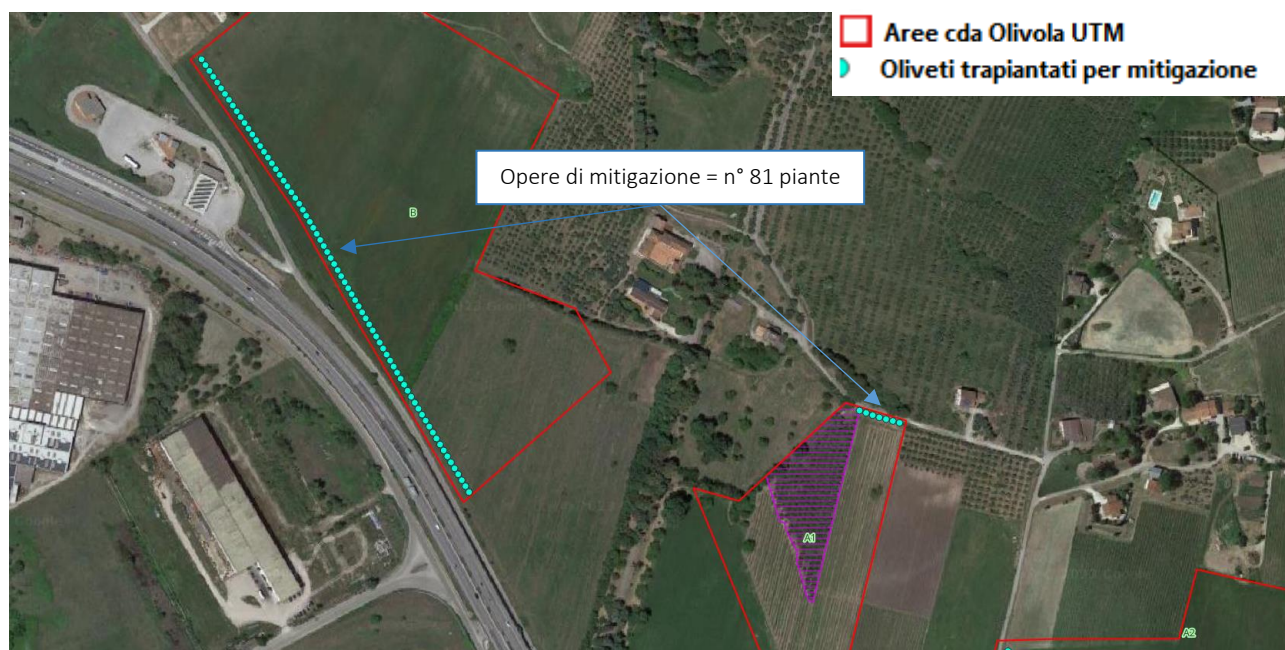 Aree cda Olivola UTM
Oliveti trapiantati per mitigazione
Opere di mitigazione = n° 81 piante
B
A1
A2